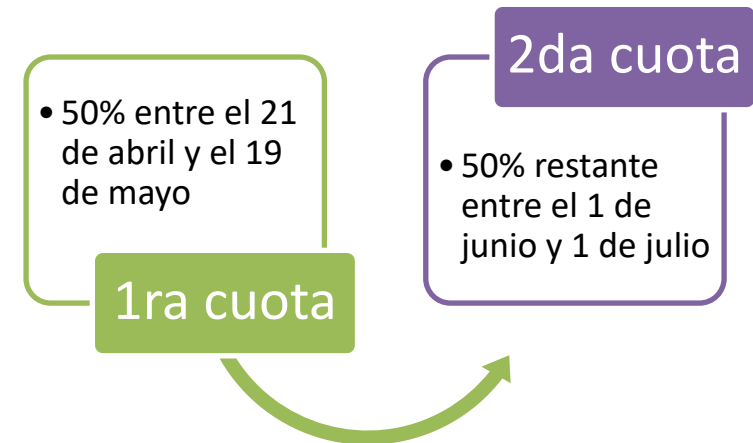 • 50% entre el 21
de abril y el 19
de mayo
1ra cuota
2da cuota
• 50% restante
entre el 1 de
junio y 1 de julio